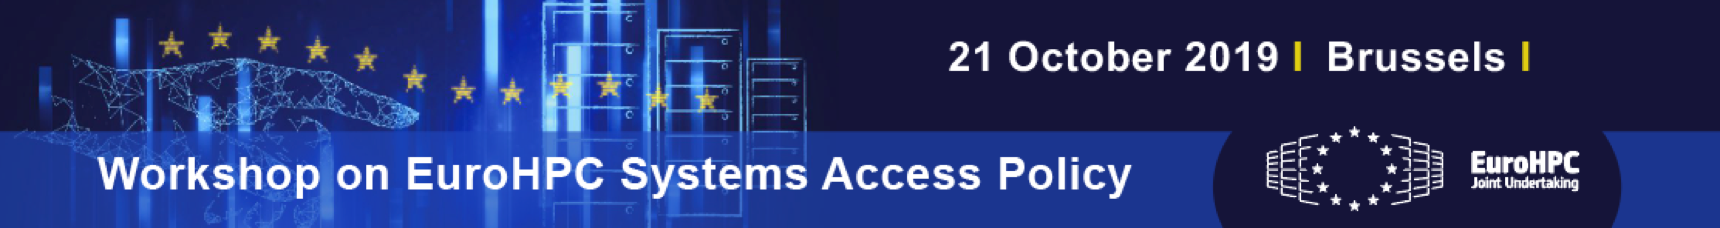 21 October 2019 | Brussels |
Workshop on EuroHPC Systems Access Policy
EuroHPC
Joint Undertaking